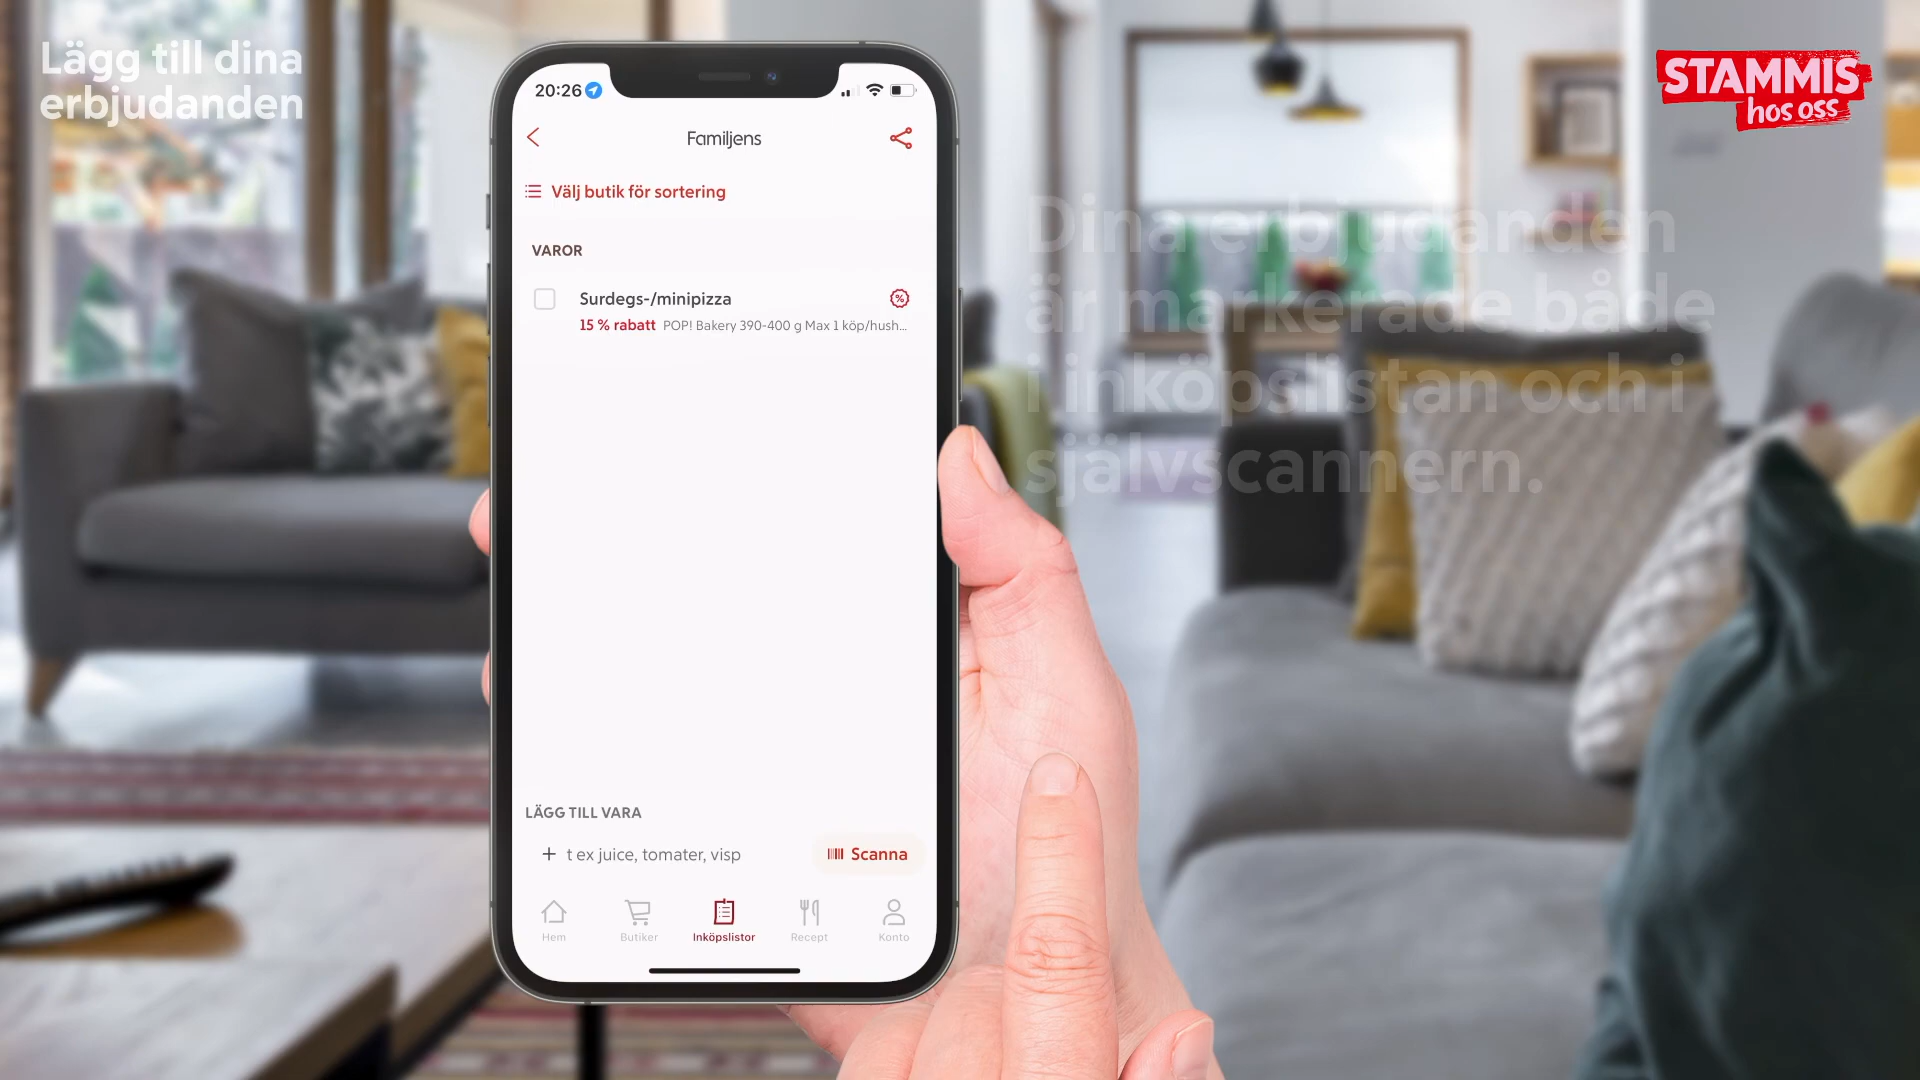 Lägg till dina
erbjudanden
STAMMIS
hos oss
20:26
Familjens
Välj butik för sortering
VAROR
Surdegs-/minipizza
15 % rabatt POP! Bakery 390-400 g Max 1 köp/hush...
Dina erbjudanden
är markerade både
i inköpslistan och i
självscannern.
LÄGG TILL VARA
+ t ex juice, tomater, visp
Scanna
Hem
Butiker
Inköpslistor
Recept
Konto